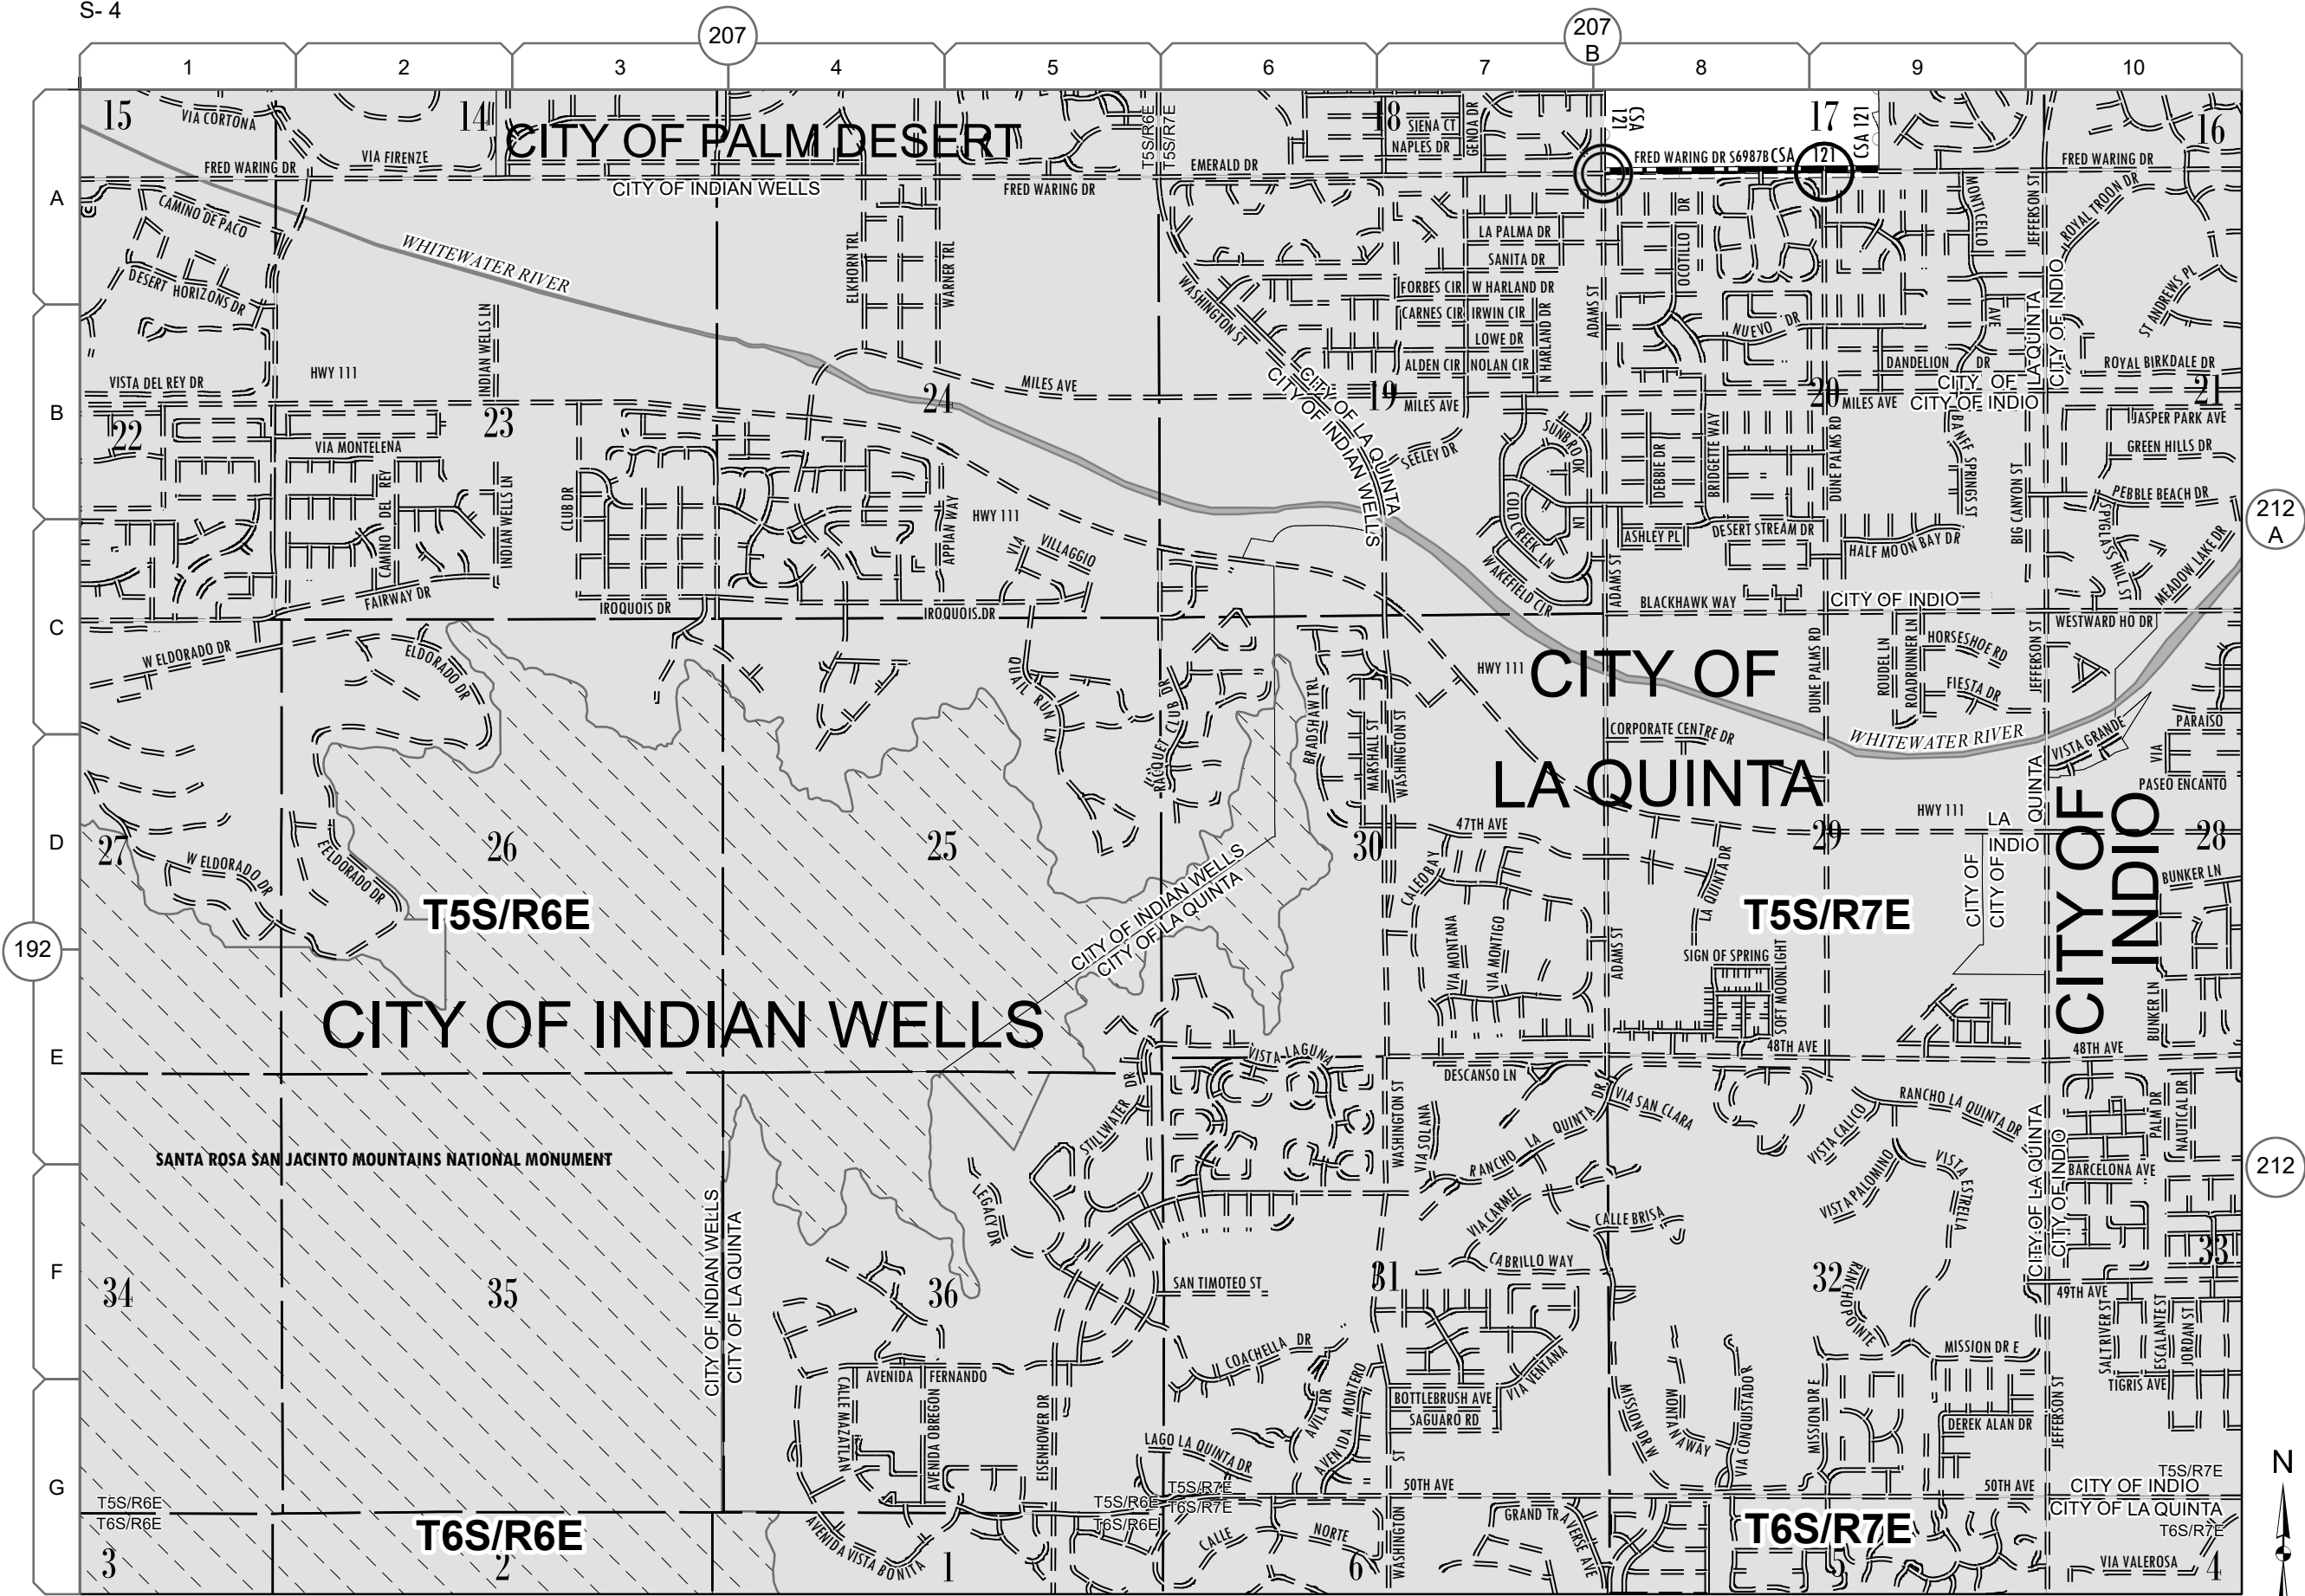 S- 4
207
207
B
1
2
3
4
5
6
7
8
9
10
A
B
C
D
E
F
G
192
212
A
212
N
15
14
18
17
16
VIA CORTONA
CITY OF PALM DESERT
T5S/R6E
T5S/R7E
SIENA CT
NAPLES DR
GENOA DR
CSA
121
CSA 121
FRED WARING DR
VIA FIRENZE
EMERALD DR
FRED WARING DR S6987B CSA
121
FRED WARING DR
CITY OF INDIAN WELLS
FRED WARING DR
CAMINO DE PACO
WHITEWATER RIVER
DESERT HORIZONS DR
ELKHORN TRL
WARNER TRL
WASHINGTON ST
LA PALMA DR
SANITA DR
FORBES CIR
W HARLAND DR
CARNES CIR
IRWIN CIR
LOWE DR
ALDEN CIR
NOLAN CIR
N HARLAND DR
ADAMS ST
OCOTILLO
DR
NUEVO DR
MONTICELLO
AVE
JEFFERSON ST
ROYAL TROON DR
ST ANDREWS PL
LA QUINTA
CITY OF INDIO
DANDELION DR
ROYAL BIRKDALE DR
VISTA DEL REY DR
HWY 111
INDIAN WELLS LN
MILES AVE
CITY OF LA QUINTA
CITY OF INDIAN WELLS
MILES AVE
CITY OF
MILES AVE
CITY OF INDIO
22
23
24
19
20
21
JASPER PARK AVE
GREEN HILLS DR
PEBBLE BEACH DR
VIA MONTELENA
CAMINO DEL REY
INDIAN WELLS LN
CLUB DR
APPIAN WAY
HWY 111
VIA VILLAGGIO
SEELEY DR
SUNBROOK
LN
COLD CREEK LN
WAKEFIELD CIR
DEBBIE DR
BRIDGETTE WAY
DUNE PALMS RD
BANFF SPRINGS ST
BIG CANYON ST
SPYGLASS HILL ST
MEADOW LAKE DR
ASHLEY PL
DESERT STREAM DR
HALF MOON BAY DR
ADAMS ST
BLACKHAWK WAY
CITY OF INDIO
WESTWARD HO DR
FAIRWAY DR
IROQUOIS DR
IROQUOIS DR
W ELDORADO DR
ELDORADO DR
QUAIL RUN LN
RACQUET CLUB DR
BRADSHAW TRL
MARSHALL ST
WASHINGTON ST
HWY 111
CITY OF
LA QUINTA
DUNE PALMS RD
ROUDEL LN
ROADRUNNER LN
HORSESHOE RD
FIESTA DR
JEFFERSON ST
CORPORATE CENTRE DR
WHITEWATER RIVER
VISTA GRANDE
PARAISO
VIA
PASEO ENCANTO
HWY 111
LA
INDIO
QUINTA
CITY OF
CITY OF
CITY OF
INDIO
27
26
25
30
29
28
W ELDORADO DR
E ELDORADO DR
T5S/R6E
47TH AVE
CALEO BAY
LA QUINTA DR
T5S/R7E
BUNKER LN
CITY OF INDIAN WELLS
CITY OF LA QUINTA
VIA MONTANA
VIA MONTIGO
ADAMS ST
SIGN OF SPRING
SOFT MOONLIGHT
BUNKER LN
CITY OF INDIAN WELLS
VISTA LAGUNA
48TH AVE
48TH AVE
DESCANSO LN
STILLWATER DR
WASHINGTON ST
VIA SOLANA
RANCHO LA QUINTA DR
VIA SAN CLARA
VISTA CALICO
RANCHO LA QUINTA DR
PALM DR
NAUTICAL DR
SANTA ROSA SAN JACINTO MOUNTAINS NATIONAL MONUMENT
CITY OF LA QUINTA
CITY OF INDIO
BARCELONA AVE
LEGACY DR
VIA CARMEL
CALLE BRISA
VISTA PALOMINO
VISTA ESTRELLA
CITY OF INDIAN WELLS
CITY OF LA QUINTA
CABRILLO WAY
SAN TIMOTEO ST
34
35
36
31
32
33
RANCHO POINTE
49TH AVE
SALT RIVER ST
ESCALANTE ST
JORDAN ST
COACHELLA DR
MISSION DR E
AVENIDA FERNANDO
TIGRIS AVE
CALLE MAZATLAN
AVENIDA OBREGON
EISENHOWER DR
AVILA DR
AVENIDA MONTERO
BOTTLEBRUSH AVE
SAGUARO RD
VIA VENTANA
MISSION DR W
MONTANA WAY
VIA CONQUISTADOR
MISSION DR E
DEREK ALAN DR
JEFFERSON ST
LAGO LA QUINTA DR
ST
50TH AVE
50TH AVE
T5S/R6E
T6S/R6E
T5S/R6E
T5S/R7E
T6S/R6E
T6S/R7E
T5S/R7E
CITY OF INDIO
CITY OF LA QUINTA
T6S/R7E
T6S/R6E
T6S/R7E
AVENIDA VISTA BONITA
CALLE NORTE
WASHINGTON
GRAND TRAVERSE AVE
VIA VALEROSA
3
2
1
6
5
4